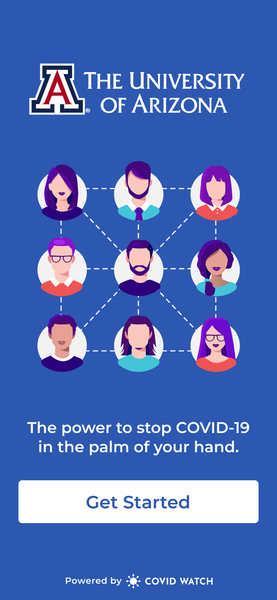 A
THE UNIVERSITY
OF ARIZONA®
The power to stop COVID-19
in the palm of your hand.
Get Started
Powered by COVID WATCH